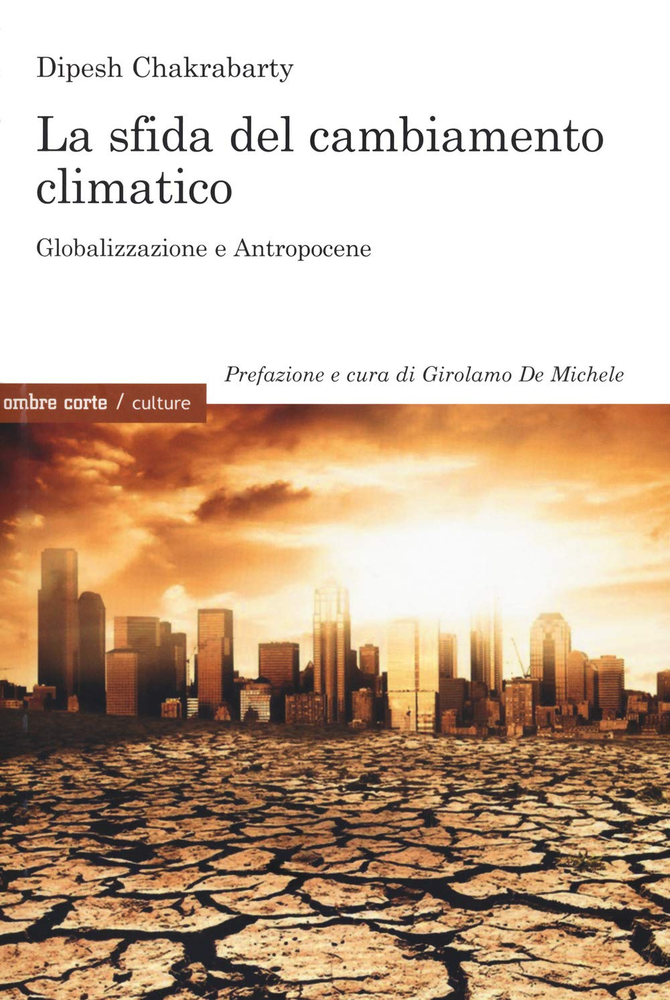 Dipesh Chakrabarty
La sfida del cambiamento
climatico
Globalizzazione e Antropocene
Prefazione e cura di Girolamo De Michele
ombre corte / culture